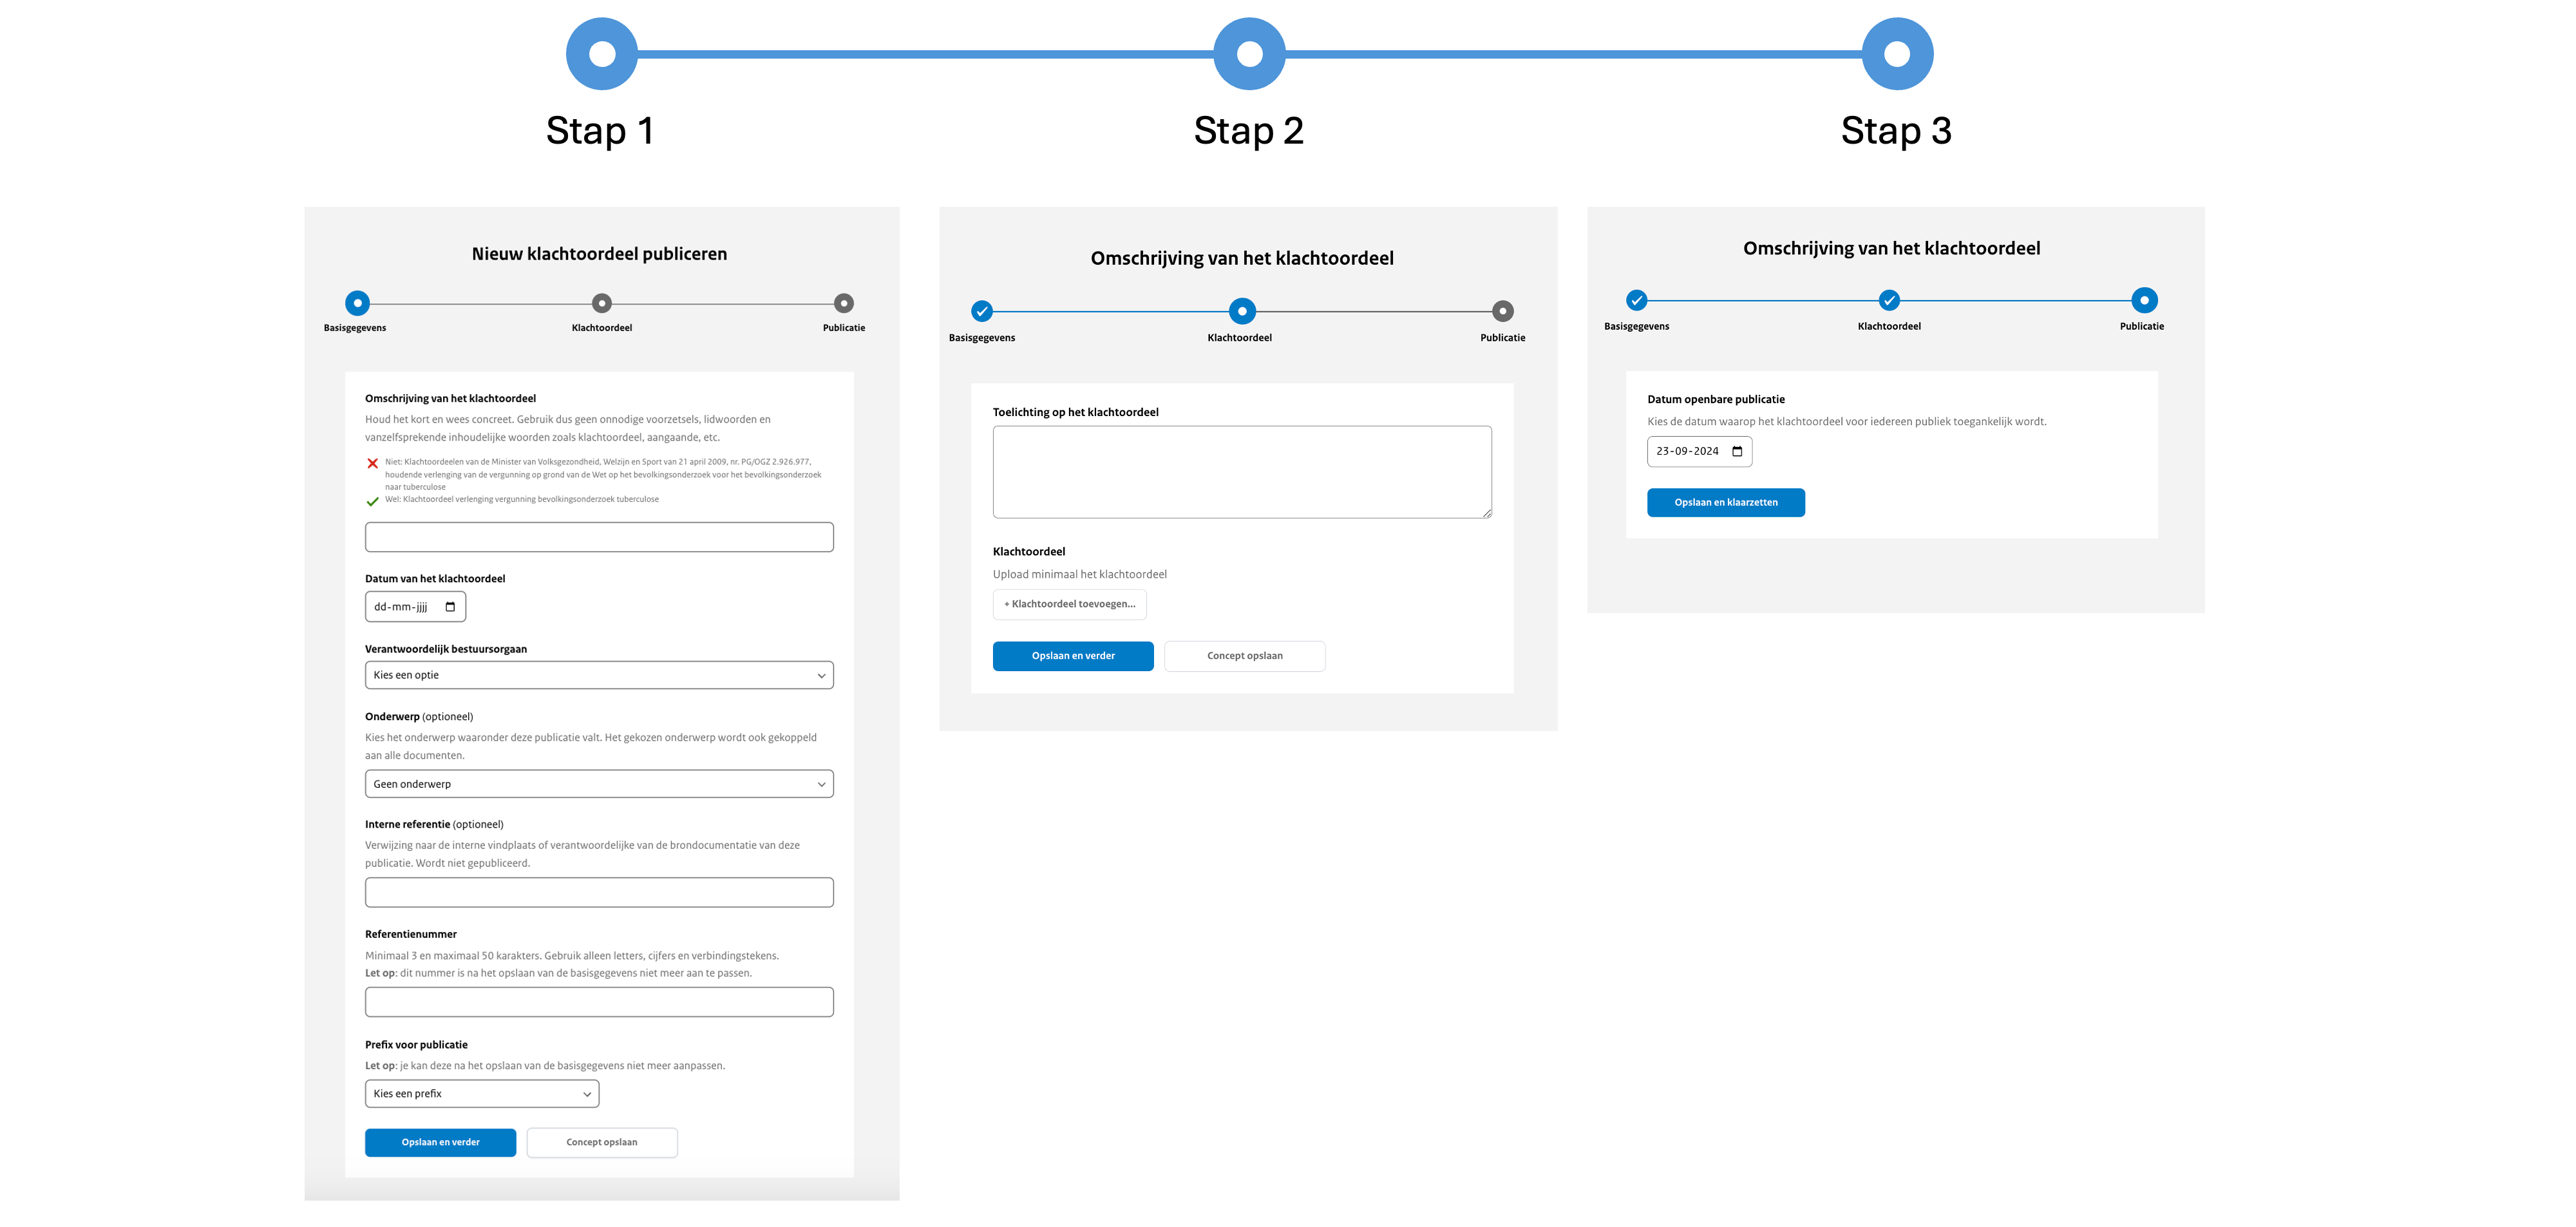 Stap 1
Stap 2
Stap 3
Nieuw klachtoordeel publiceren
Basisgegevens
Klachtoordeel
Publicatie
Omschrijving van het klachtoordeel
Houd het kort en wees concreet. Gebruik dus geen onnodige voorzetsels, lidwoorden en
vanzelfsprekende inhoudelijke woorden zoals klachtoordeel, aangaande, etc.
Niet: Klachtoordeelen van de Minister van Volksgezondheid, Welzijn en Sport van 21 april 2009, nr. PG/OGZ 2.926.977,
houdende verlenging van de vergunning op grond van de Wet op het bevolkingsonderzoek voor het bevolkingsonderzoek
naar tuberculose
Wel: Klachtoordeel verlenging vergunning bevolkingsonderzoek tuberculose
Datum van het klachtoordeel
dd-mm-jjjj
Verantwoordelijk bestuursorgaan
Kies een optie
Onderwerp (optioneel)
Kies het onderwerp waaronder deze publicatie valt. Het gekozen onderwerp wordt ook gekoppeld
aan alle documenten.
Geen onderwerp
Interne referentie (optioneel)
Verwijzing naar de interne vindplaats of verantwoordelijke van de brondocumentatie van deze
publicatie. Wordt niet gepubliceerd.
Referentienummer
Minimaal 3 en maximaal 50 karakters. Gebruik alleen letters, cijfers en verbindingstekens.
Let op: dit nummer is na het opslaan van de basisgegevens niet meer aan te passen.
Prefix voor publicatie
Let op: je kan deze na het opslaan van de basisgegevens niet meer aanpassen.
Kies een prefix
Opslaan en verder
Concept opslaan
Omschrijving van het klachtoordeel
Basisgegevens
Klachtoordeel
Publicatie
Toelichting op het klachtoordeel
Klachtoordeel
Upload minimaal het klachtoordeel
+ Klachtoordeel toevoegen...
Opslaan en verder
Concept opslaan
Omschrijving van het klachtoordeel
Basisgegevens
Klachtoordeel
Publicatie
Datum openbare publicatie
Kies de datum waarop het klachtoordeel voor iedereen publiek toegankelijk wordt.
23-09-2024
Opslaan en klaarzetten